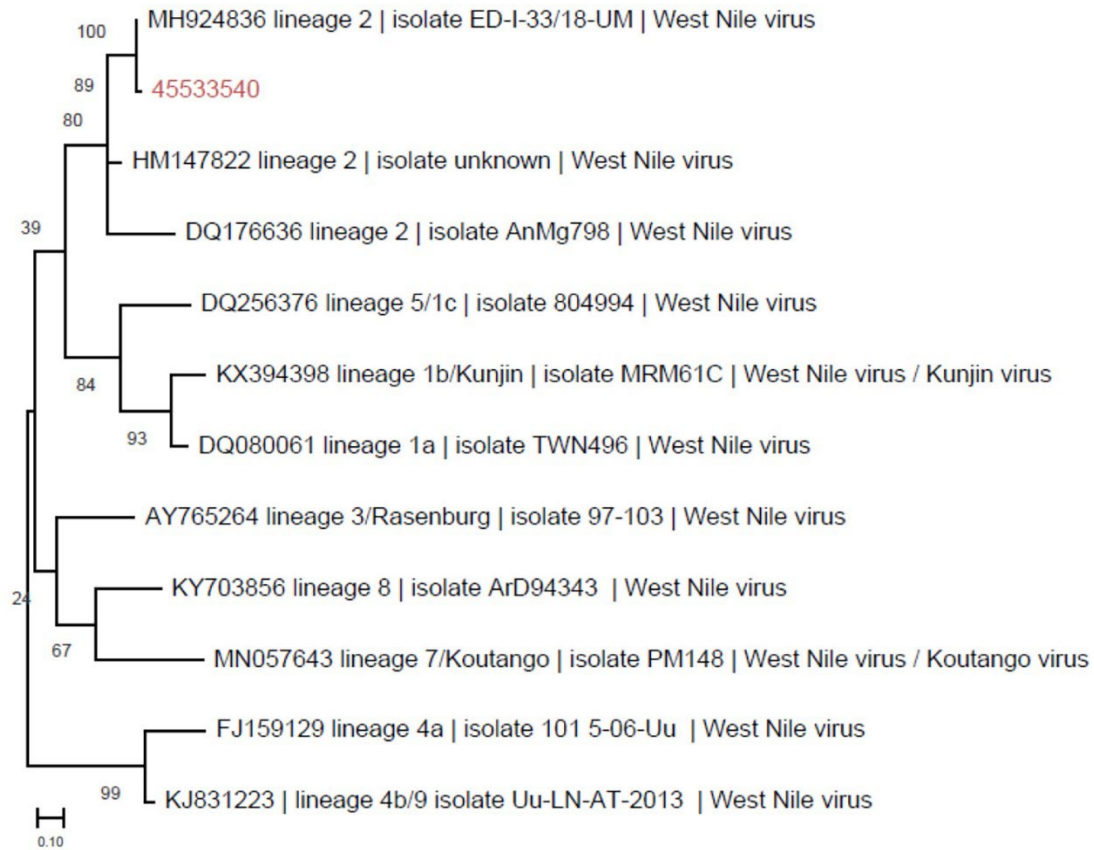 100
MH924836 lineage 2 | isolate ED-I-33/18-UM | West Nile virus
89
45533540
80
HM147822 lineage 2 | isolate unknown | West Nile virus
39
DQ176636 lineage 2 | isolate AnMg798 | West Nile virus
DQ256376 lineage 5/1c | isolate 804994 | West Nile virus
84
KX394398 lineage 1b/Kunjin | isolate MRM61C | West Nile virus / Kunjin virus
93
DQ080061 lineage 1a | isolate TWN496 | West Nile virus
AY765264 lineage 3/Rasenburg | isolate 97-103 | West Nile virus
24
KY703856 lineage 8 | isolate ArD94343 | West Nile virus
67
MN057643 lineage 7/Koutango | isolate PM148 | West Nile virus / Koutango virus
FJ159129 lineage 4a | isolate 101 5-06-Uu | West Nile virus
99
KJ831223 | lineage 4b/9 isolate Uu-LN-AT-2013 | West Nile virus
0.10